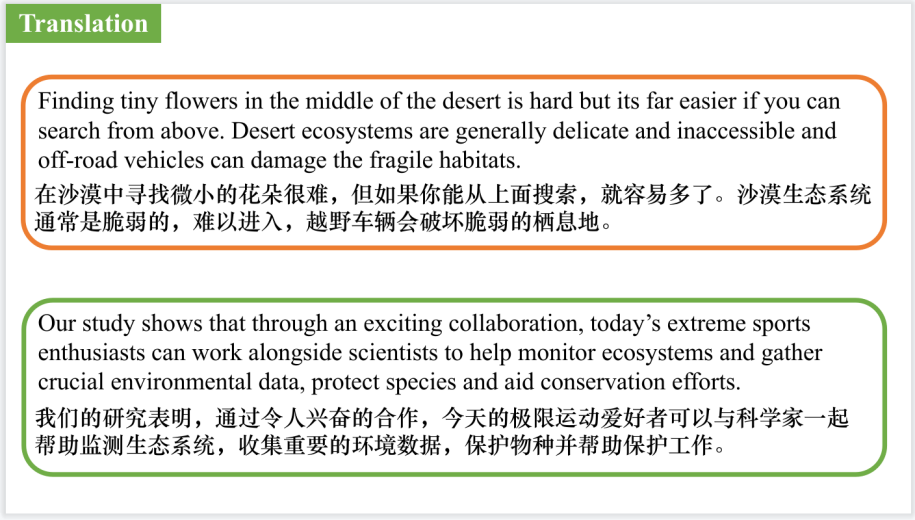 Translation
Finding tiny flowers in the middle of the desert is hard but its far easier if you can
search from above. Desert ecosystems are generally delicate and inaccessible and
off-road vehicles can damage the fragile habitats.
在沙漠中寻找微小的花朵很难，但如果你能从上面搜索，就容易多了。沙漠生态系统
通常是脆弱的，难以进入，越野车辆会破坏脆弱的栖息地。
Our study shows that through an exciting collaboration, today’s extreme sports
enthusiasts can work alongside scientists to help monitor ecosystems and gather
crucial environmental data, protect species and aid conservation efforts.
我们的研究表明，通过令人兴奋的合作，今天的极限运动爱好者可以与科学家一起
帮助监测生态系统，收集重要的环境数据，保护物种并帮助保护工作。